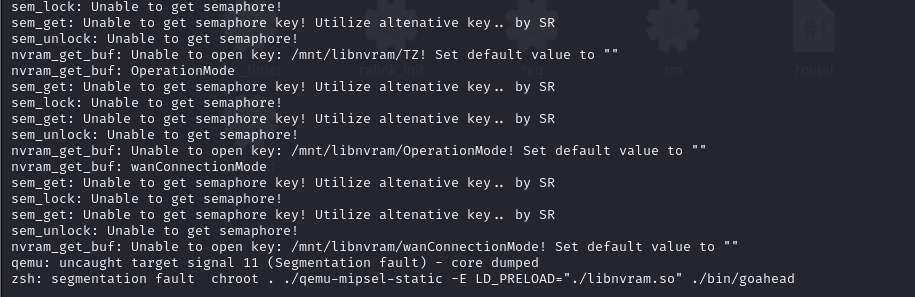 sem_lock: Unable to get semaphore!
sem_get: Unable to get semaphore key! Utilize altenative key.. by SR
sem_unlock: Unable to get semaphore!
nvram_get_buf: Unable to open key: /mnt/libnvram/TZ! Set default value to ""
nvram_get_buf: OperationMode
sem_get: Unable to get semaphore key! Utilize altenative key.. by SR
sem_lock: Unable to get semaphore!
sem_get: Unable to get semaphore key! Utilize altenative key.. by SR
sem_unlock: Unable to get semaphore!
nvram_get_buf: Unable to open key: /mnt/libnvram/OperationMode! Set default value to ""
nvram_get_buf: wanConnectionMode
sem_get: Unable to get semaphore key! Utilize altenative key.. by SR
sem_lock: Unable to get semaphore!
sem_get: Unable to get semaphore key! Utilize altenative key.. by SR
sem_unlock: Unable to get semaphore!
nvram_get_buf: Unable to open key: /mnt/libnvram/wanConnectionMode! Set default value to ""
qemu: uncaught target signal 11 (Segmentation fault) - core dumped
zsh: segmentation fault  chroot . ./qemu-mipsel-static -E LD_PRELOAD="./libnvram.so" ./bin/goahead